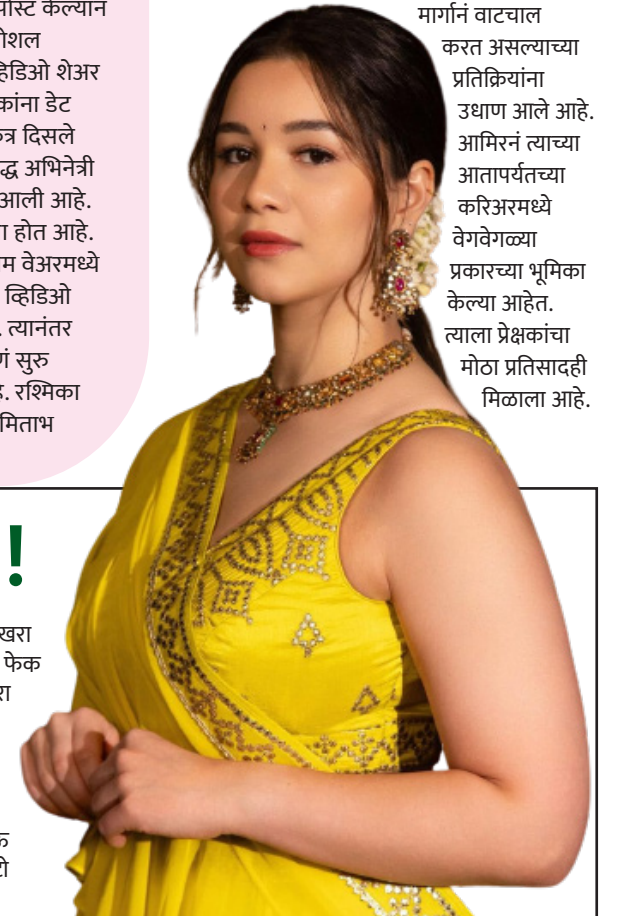 पोस्ट केल्यान
ोशल
हिडिओ शेअर
कांना डेट
त्र दिसले
द्ध अभिनेत्री
आली आहे.
ा होत आहे.
म वेअरमध्ये
व्हिडिओ
. त्यानंतर
णं सुरु
हे. रश्मिका
मिताभ
मार्गानं वाटचाल
करत असल्याच्या
प्रतिक्रियांना
उधाण आले आहे.
आमिरनं त्याच्या
आतापर्यतच्या
करिअरमध्ये
वेगवेगळ्या
प्रकारच्या भूमिका
केल्या आहेत.
त्याला प्रेक्षकांचा
मोठा प्रतिसादही
मिळाला आहे.
!
खरा
फेक
रा